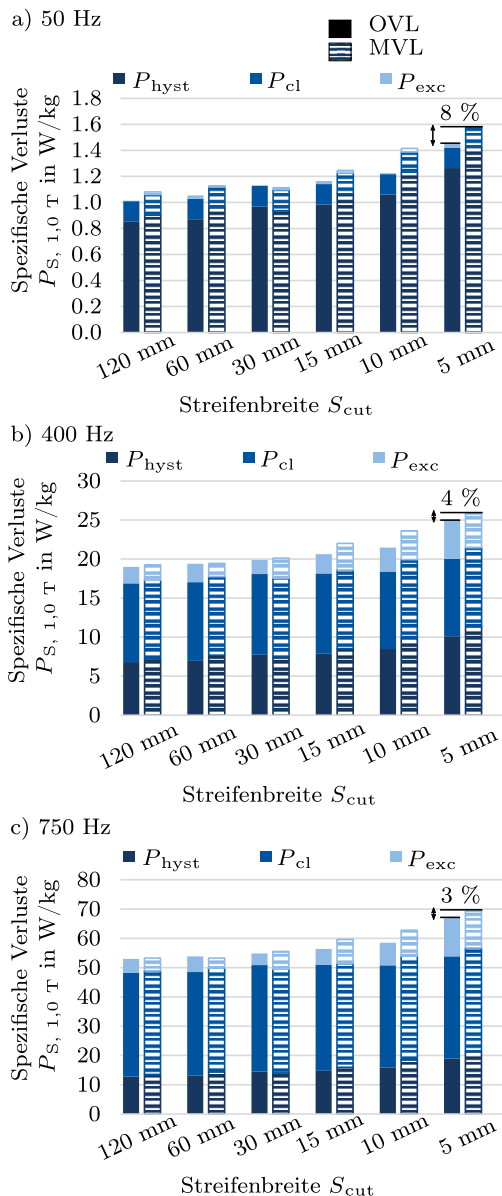 a) 50 Hz
OVL
MVL
P_hyst P_cl P_exc
Spezifische Verluste
P_S, 1,0 T in W/kg
1.8
1.6
1.4
1.2
1.0
0.8
0.6
0.4
0.2
0.0
8 %
120 mm 60 mm 30 mm 15 mm 10 mm 5 mm
Streifenbreite S_cut
b) 400 Hz
P_hyst P_cl P_exc
Spezifische Verluste
P_S, 1,0 T in W/kg
30
25
20
15
10
5
0
4 %
120 mm 60 mm 30 mm 15 mm 10 mm 5 mm
Streifenbreite S_cut
c) 750 Hz
P_hyst P_cl P_exc
Spezifische Verluste
P_S, 1,0 T in W/kg
80
70
60
50
40
30
20
10
0
3 %
120 mm 60 mm 30 mm 15 mm 10 mm 5 mm
Streifenbreite S_cut